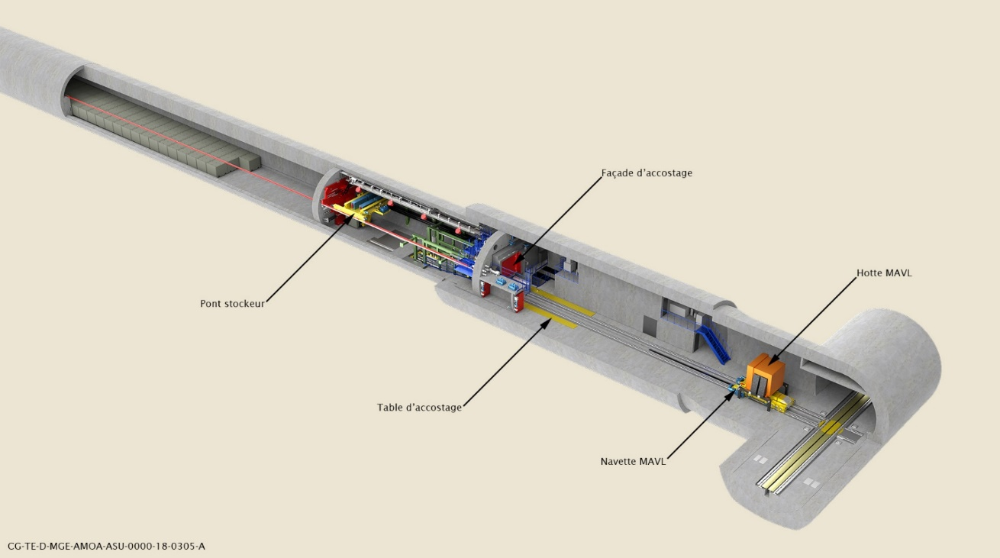 Façade d'accostage
Hotte MAVL
Pont stockeur
Table d'accostage
Navette MAVL
CG-TE-D-MGE-AMOA-ASU-0000-18-0305-A